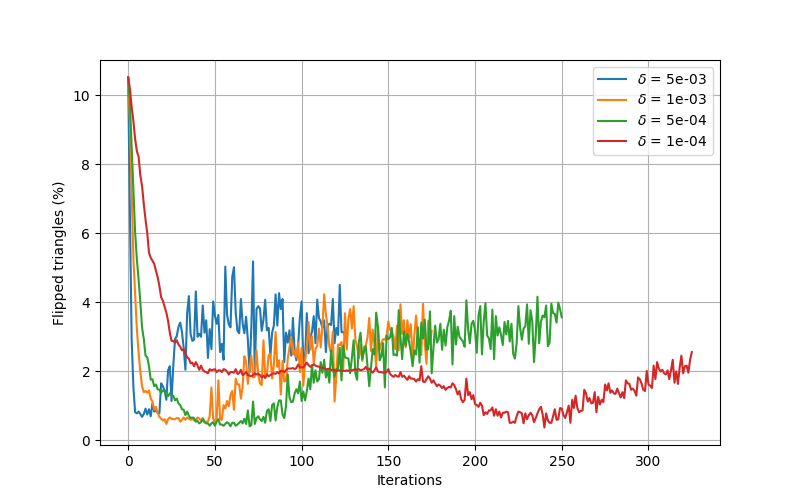 δ = 5e-03
δ = 1e-03
δ = 5e-04
δ = 1e-04
Flipped triangles (%)
10
8
6
4
2
0
0 50 100 150 200 250 300
Iterations